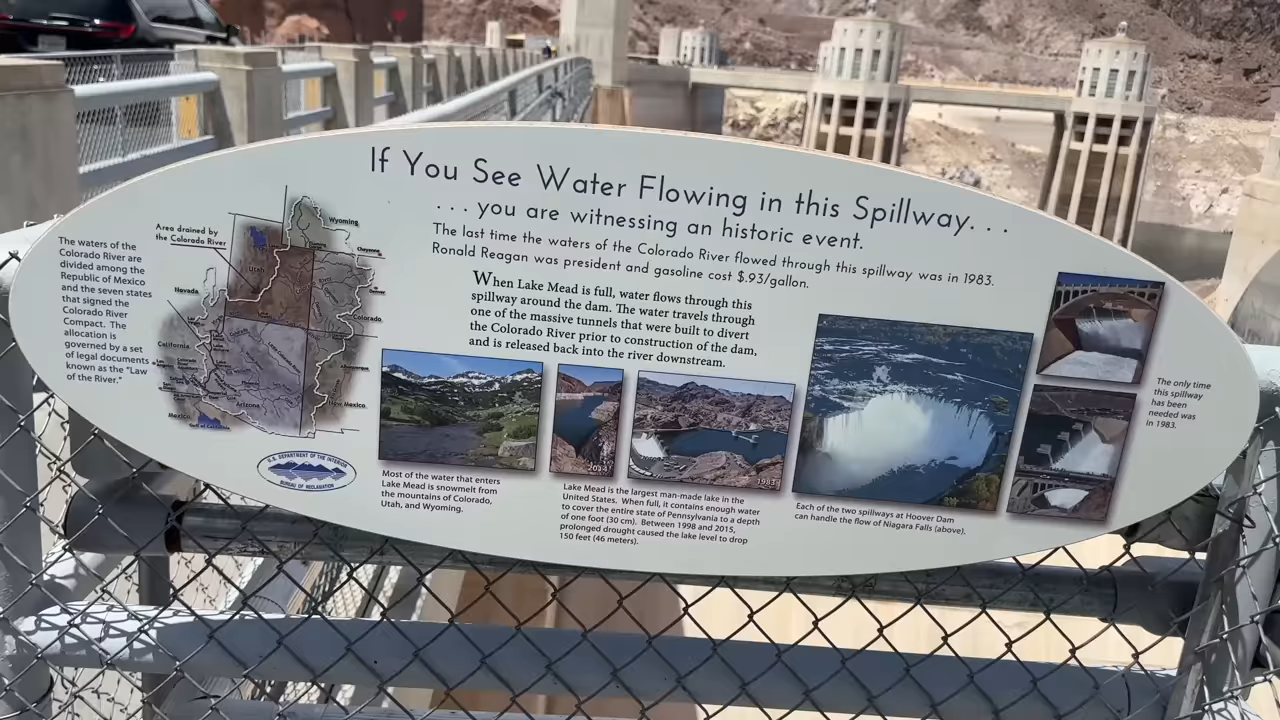 If You See Water Flowing in this Spillway. . .
. . . you are witnessing an historic event.
The last time the waters of the Colorado River flowed through this spillway was in 1983.
Ronald Reagan was president and gasoline cost $.93/gallon.
The waters of the
Colorado River are
divided among the
Republic of Mexico
and the seven states
that signed the
Colorado River
Compact. The
allocation is
governed by a set
of legal documents
known as the "Law
of the River."
Area drained by
the Colorado River
Wyoming
Cheyenne
Utah
Nevada
Denver
Colorado
California
Arizona
New Mexico
Mexico
Gulf of California
U.S. DEPARTMENT OF THE INTERIOR
BUREAU OF RECLAMATION
When Lake Mead is full, water flows through this
spillway around the dam. The water travels through
one of the massive tunnels that were built to divert
the Colorado River prior to construction of the dam,
and is released back into the river downstream.
Most of the water that enters
Lake Mead is snowmelt from
the mountains of Colorado,
Utah, and Wyoming.
2014
1983
Lake Mead is the largest man-made lake in the
United States. When full, it contains enough water
to cover the entire state of Pennsylvania to a depth
of one foot (30 cm). Between 1998 and 2015,
prolonged drought caused the lake level to drop
150 feet (46 meters).
Each of the two spillways at Hoover Dam
can handle the flow of Niagara Falls (above).
The only time
this spillway
has been
needed was
in 1983.